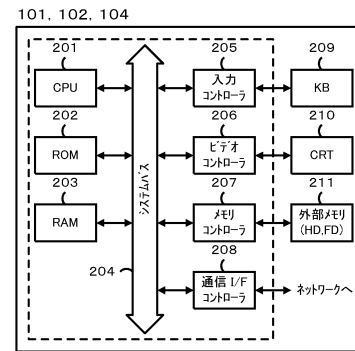 101, 102, 104
201
CPU
202
ROM
203
RAM
204
システムバス
205
入力
コントローラ
206
ビデオ
コントローラ
207
メモリ
コントローラ
208
通信 I/F
コントローラ
209
KB
210
CRT
211
外部メモリ
(HD,FD)
ネットワークへ